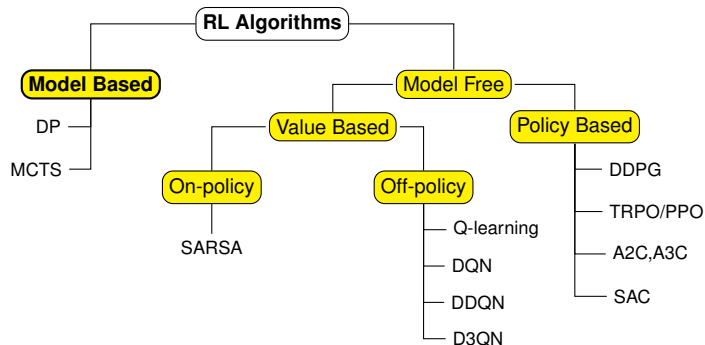 RL Algorithms
Model Based
Model Free
DP
MCTS
Value Based
Policy Based
On-policy
Off-policy
SARSA
Q-learning
DQN
DDQN
D3QN
DDPG
TRPO/PPO
A2C,A3C
SAC